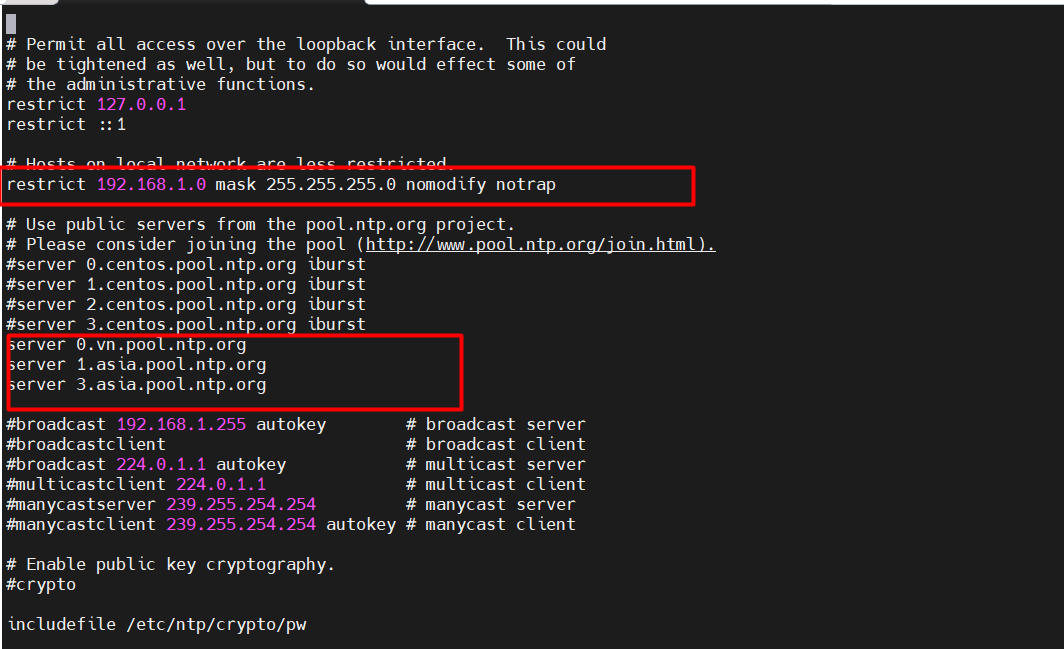 # Permit all access over the loopback interface.  This could
# be tightened as well, but to do so would effect some of
# the administrative functions.
restrict 127.0.0.1
restrict ::1
# Hosts on local network are less restricted.
restrict 192.168.1.0 mask 255.255.255.0 nomodify notrap
# Use public servers from the pool.ntp.org project.
# Please consider joining the pool (http://www.pool.ntp.org/join.html).
#server 0.centos.pool.ntp.org iburst
#server 1.centos.pool.ntp.org iburst
#server 2.centos.pool.ntp.org iburst
#server 3.centos.pool.ntp.org iburst
server 0.vn.pool.ntp.org
server 1.asia.pool.ntp.org
server 3.asia.pool.ntp.org
#broadcast 192.168.1.255 autokey        # broadcast server
#broadcastclient                        # broadcast client
#broadcast 224.0.1.1 autokey            # multicast server
#multicastclient 224.0.1.1              # multicast client
#manycastserver 239.255.254.254         # manycast server
#manycastclient 239.255.254.254 autokey # manycast client
# Enable public key cryptography.
#crypto
includefile /etc/ntp/crypto/pw